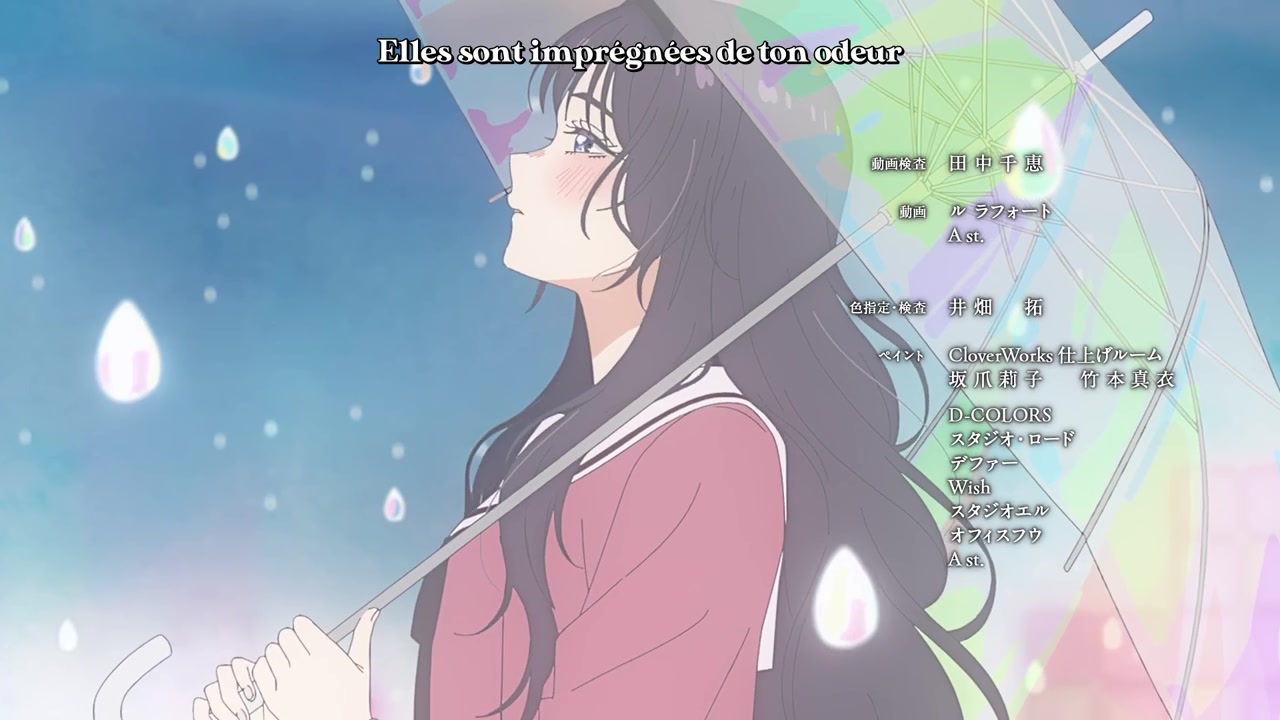 Elles sont imprégnées de ton odeur
動画検査 田中千恵
動画 ル ラフォート
A st.
色指定・検査 井畑 拓
ペイント CloverWorks 仕上げルーム
坂爪莉子 竹本真衣
D-COLORS
スタジオ・ロード
デファー
Wish
スタジオエル
オフィスフウ
A st.